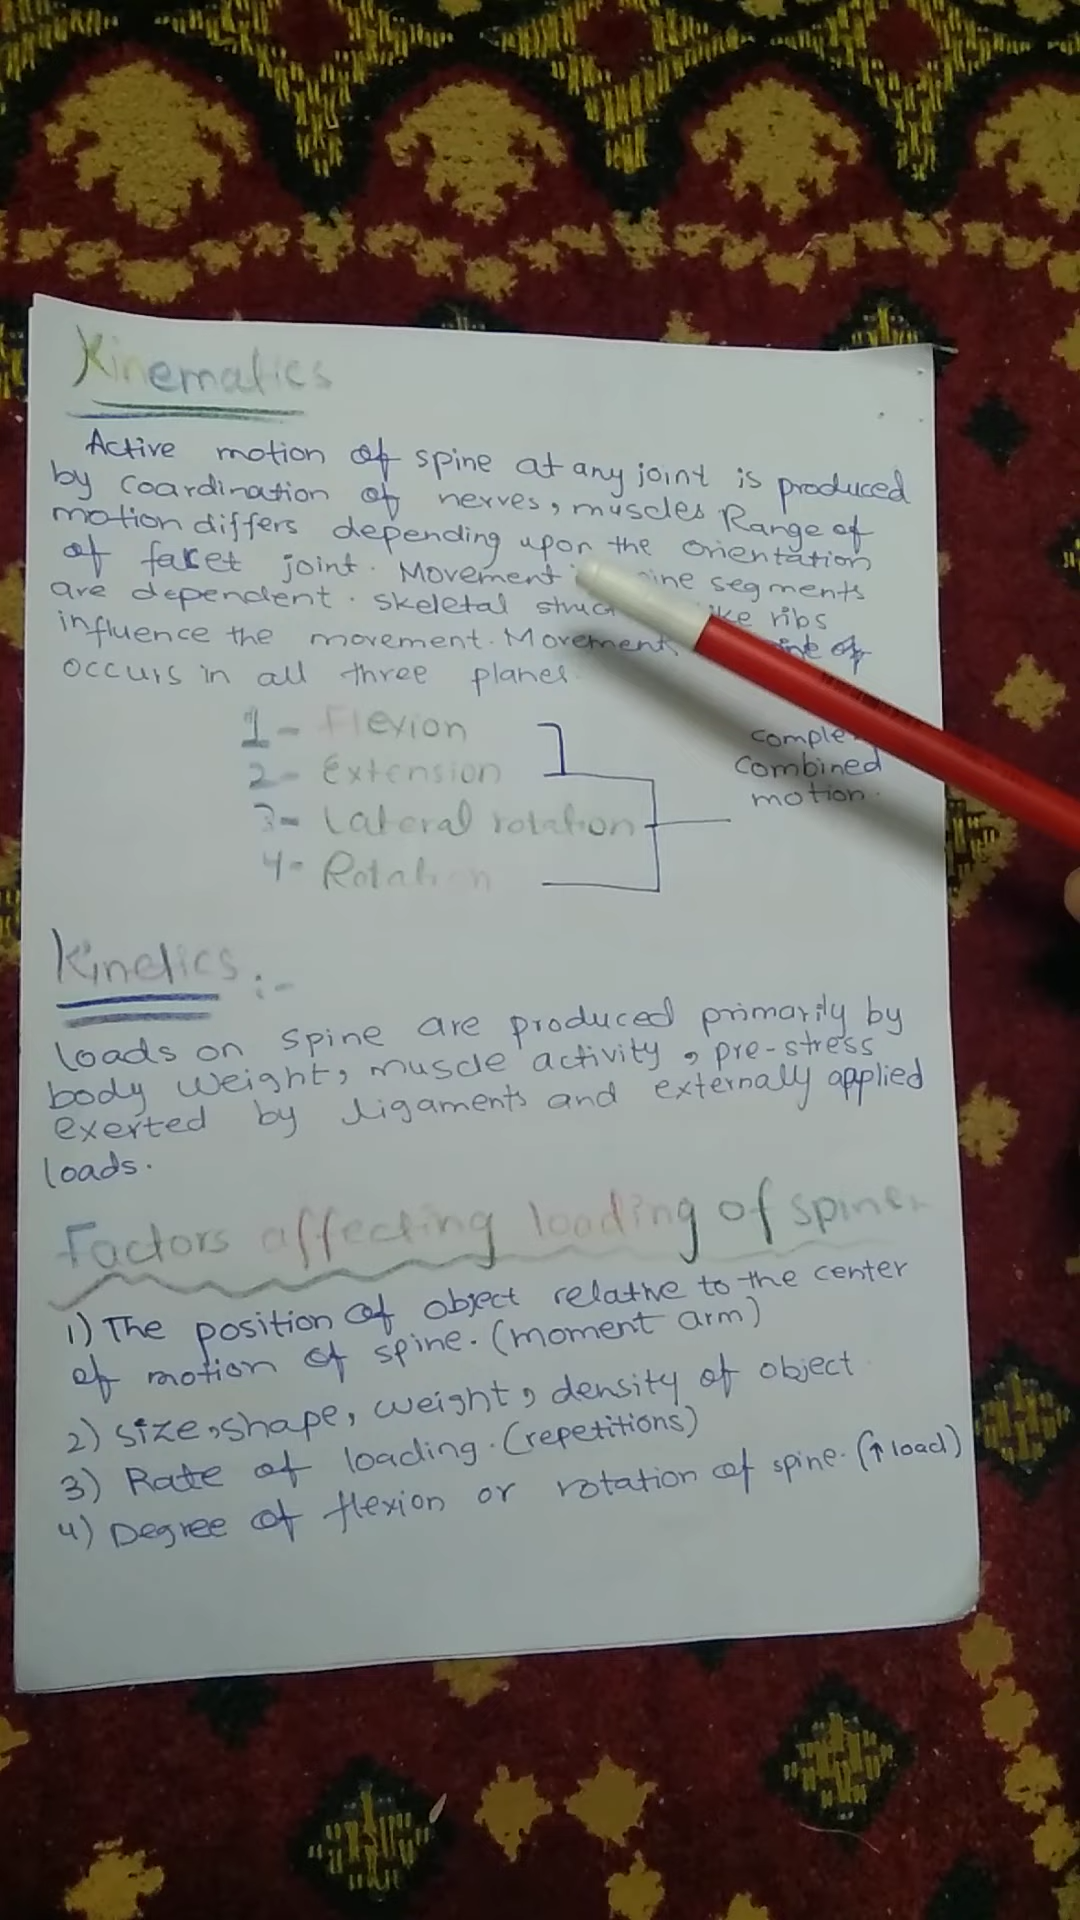 Kinematics
Active motion of spine at any joint is produced
by coardination of nerves, muscles Range of
motion differs depending upon the orientation
of facet joint. Movement segments
are dependent. skeletal ribs
influence the movement. Movement of
occurs in all three planes.
1- Flexion
2- extension
3- Lateral rotation
4- Rotation
combined
motion.
Kinetics :-
loads on spine are produced primarily by
body weight, muscle activity, pre-stress
exerted by ligaments and externally applied
loads.
Factors affecting loading of spine.
1) The position of object relative to the center
of motion of spine. (moment arm)
2) size, shape, weight, density of object
3) Rate of loading. (repetitions)
4) Degree of flexion or rotation of spine. (↑ load)